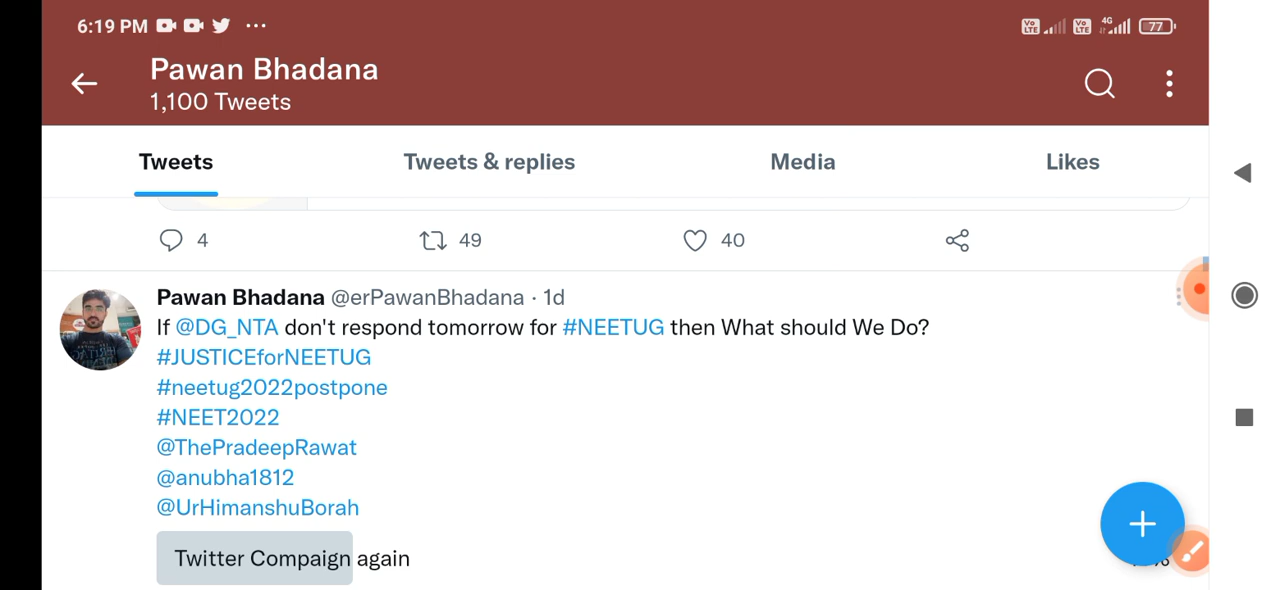 6:19 PM
4G
77
Pawan Bhadana
1,100 Tweets
Tweets
Tweets & replies
Media
Likes
4
49
40
Pawan Bhadana @erPawanBhadana · 1d
If @DG_NTA don't respond tomorrow for #NEETUG then What should We Do?
#JUSTICEforNEETUG
#neetug2022postpone
#NEET2022
@ThePradeepRawat
@anubha1812
@UrHimanshuBorah
Twitter Compaign again